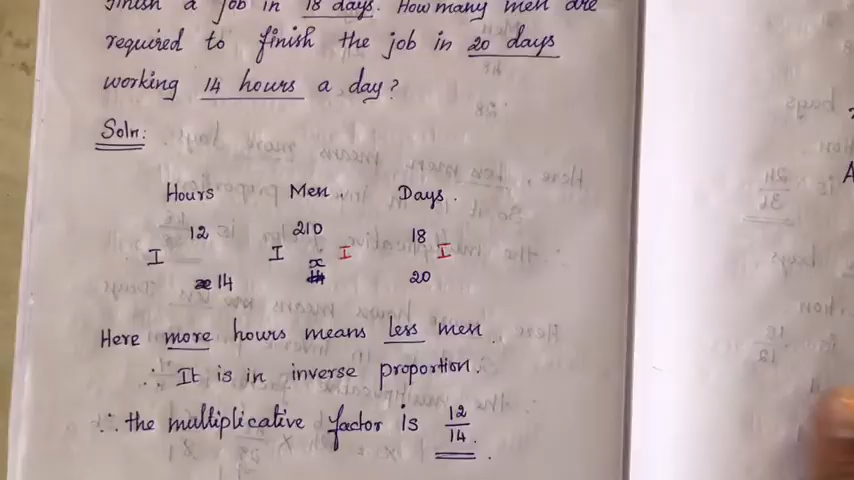 finish a job in 18 days. How many men are
required to finish the job in 20 days
working 14 hours a day?
Soln:
Hours Men Days.
12 210 18
I I I I
x
14 20
Here more hours means less men.
∴ It is in inverse proportion.
∴ the multiplicative factor is 12/14.